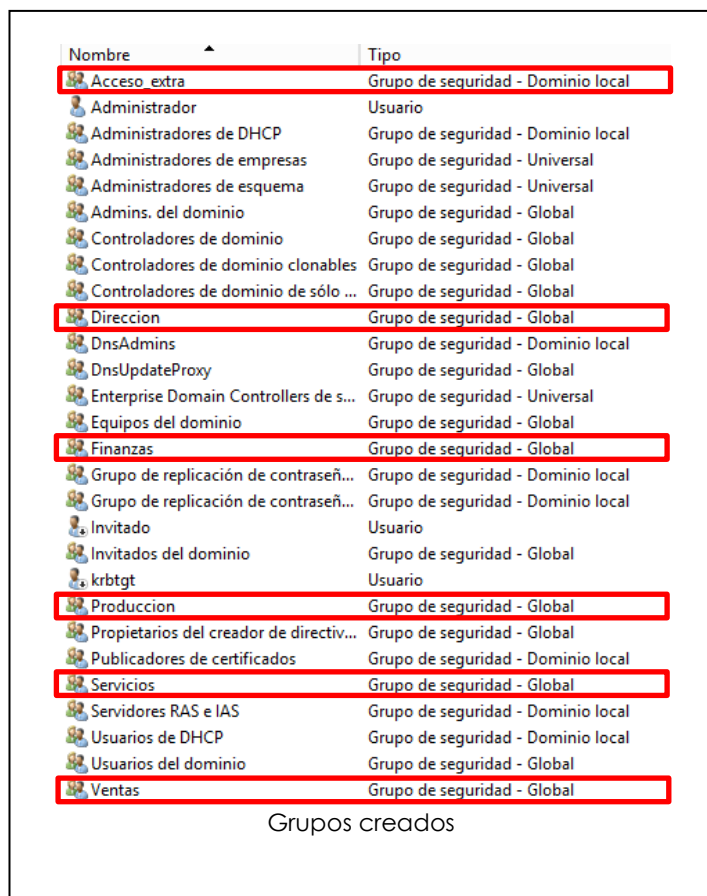 Nombre Tipo
Acceso_extra Grupo de seguridad - Dominio local
Administrador Usuario
Administradores de DHCP Grupo de seguridad - Dominio local
Administradores de empresas Grupo de seguridad - Universal
Administradores de esquema Grupo de seguridad - Universal
Admins. del dominio Grupo de seguridad - Global
Controladores de dominio Grupo de seguridad - Global
Controladores de dominio clonables Grupo de seguridad - Global
Controladores de dominio de sólo ... Grupo de seguridad - Global
Direccion Grupo de seguridad - Global
DnsAdmins Grupo de seguridad - Dominio local
DnsUpdateProxy Grupo de seguridad - Global
Enterprise Domain Controllers de s... Grupo de seguridad - Universal
Equipos del dominio Grupo de seguridad - Global
Finanzas Grupo de seguridad - Global
Grupo de replicación de contraseñ... Grupo de seguridad - Dominio local
Grupo de replicación de contraseñ... Grupo de seguridad - Dominio local
Invitado Usuario
Invitados del dominio Grupo de seguridad - Global
krbtgt Usuario
Produccion Grupo de seguridad - Global
Propietarios del creador de directiv... Grupo de seguridad - Global
Publicadores de certificados Grupo de seguridad - Dominio local
Servicios Grupo de seguridad - Global
Servidores RAS e IAS Grupo de seguridad - Dominio local
Usuarios de DHCP Grupo de seguridad - Dominio local
Usuarios del dominio Grupo de seguridad - Global
Ventas Grupo de seguridad - Global
Grupos creados